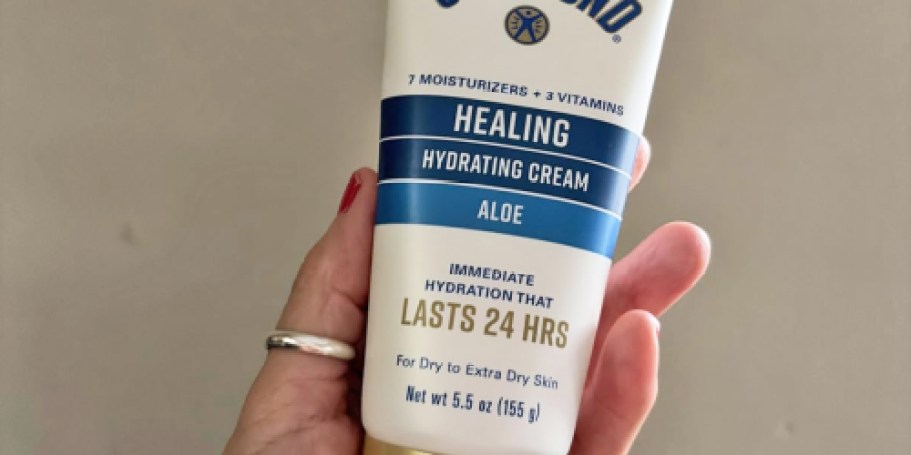 7 MOISTURIZERS + 3 VITAMINS
HEALING
HYDRATING CREAM
ALOE
IMMEDIATE
HYDRATION THAT
LASTS 24 HRS
For Dry to Extra Dry Skin
Net wt 5.5 oz (155 g)